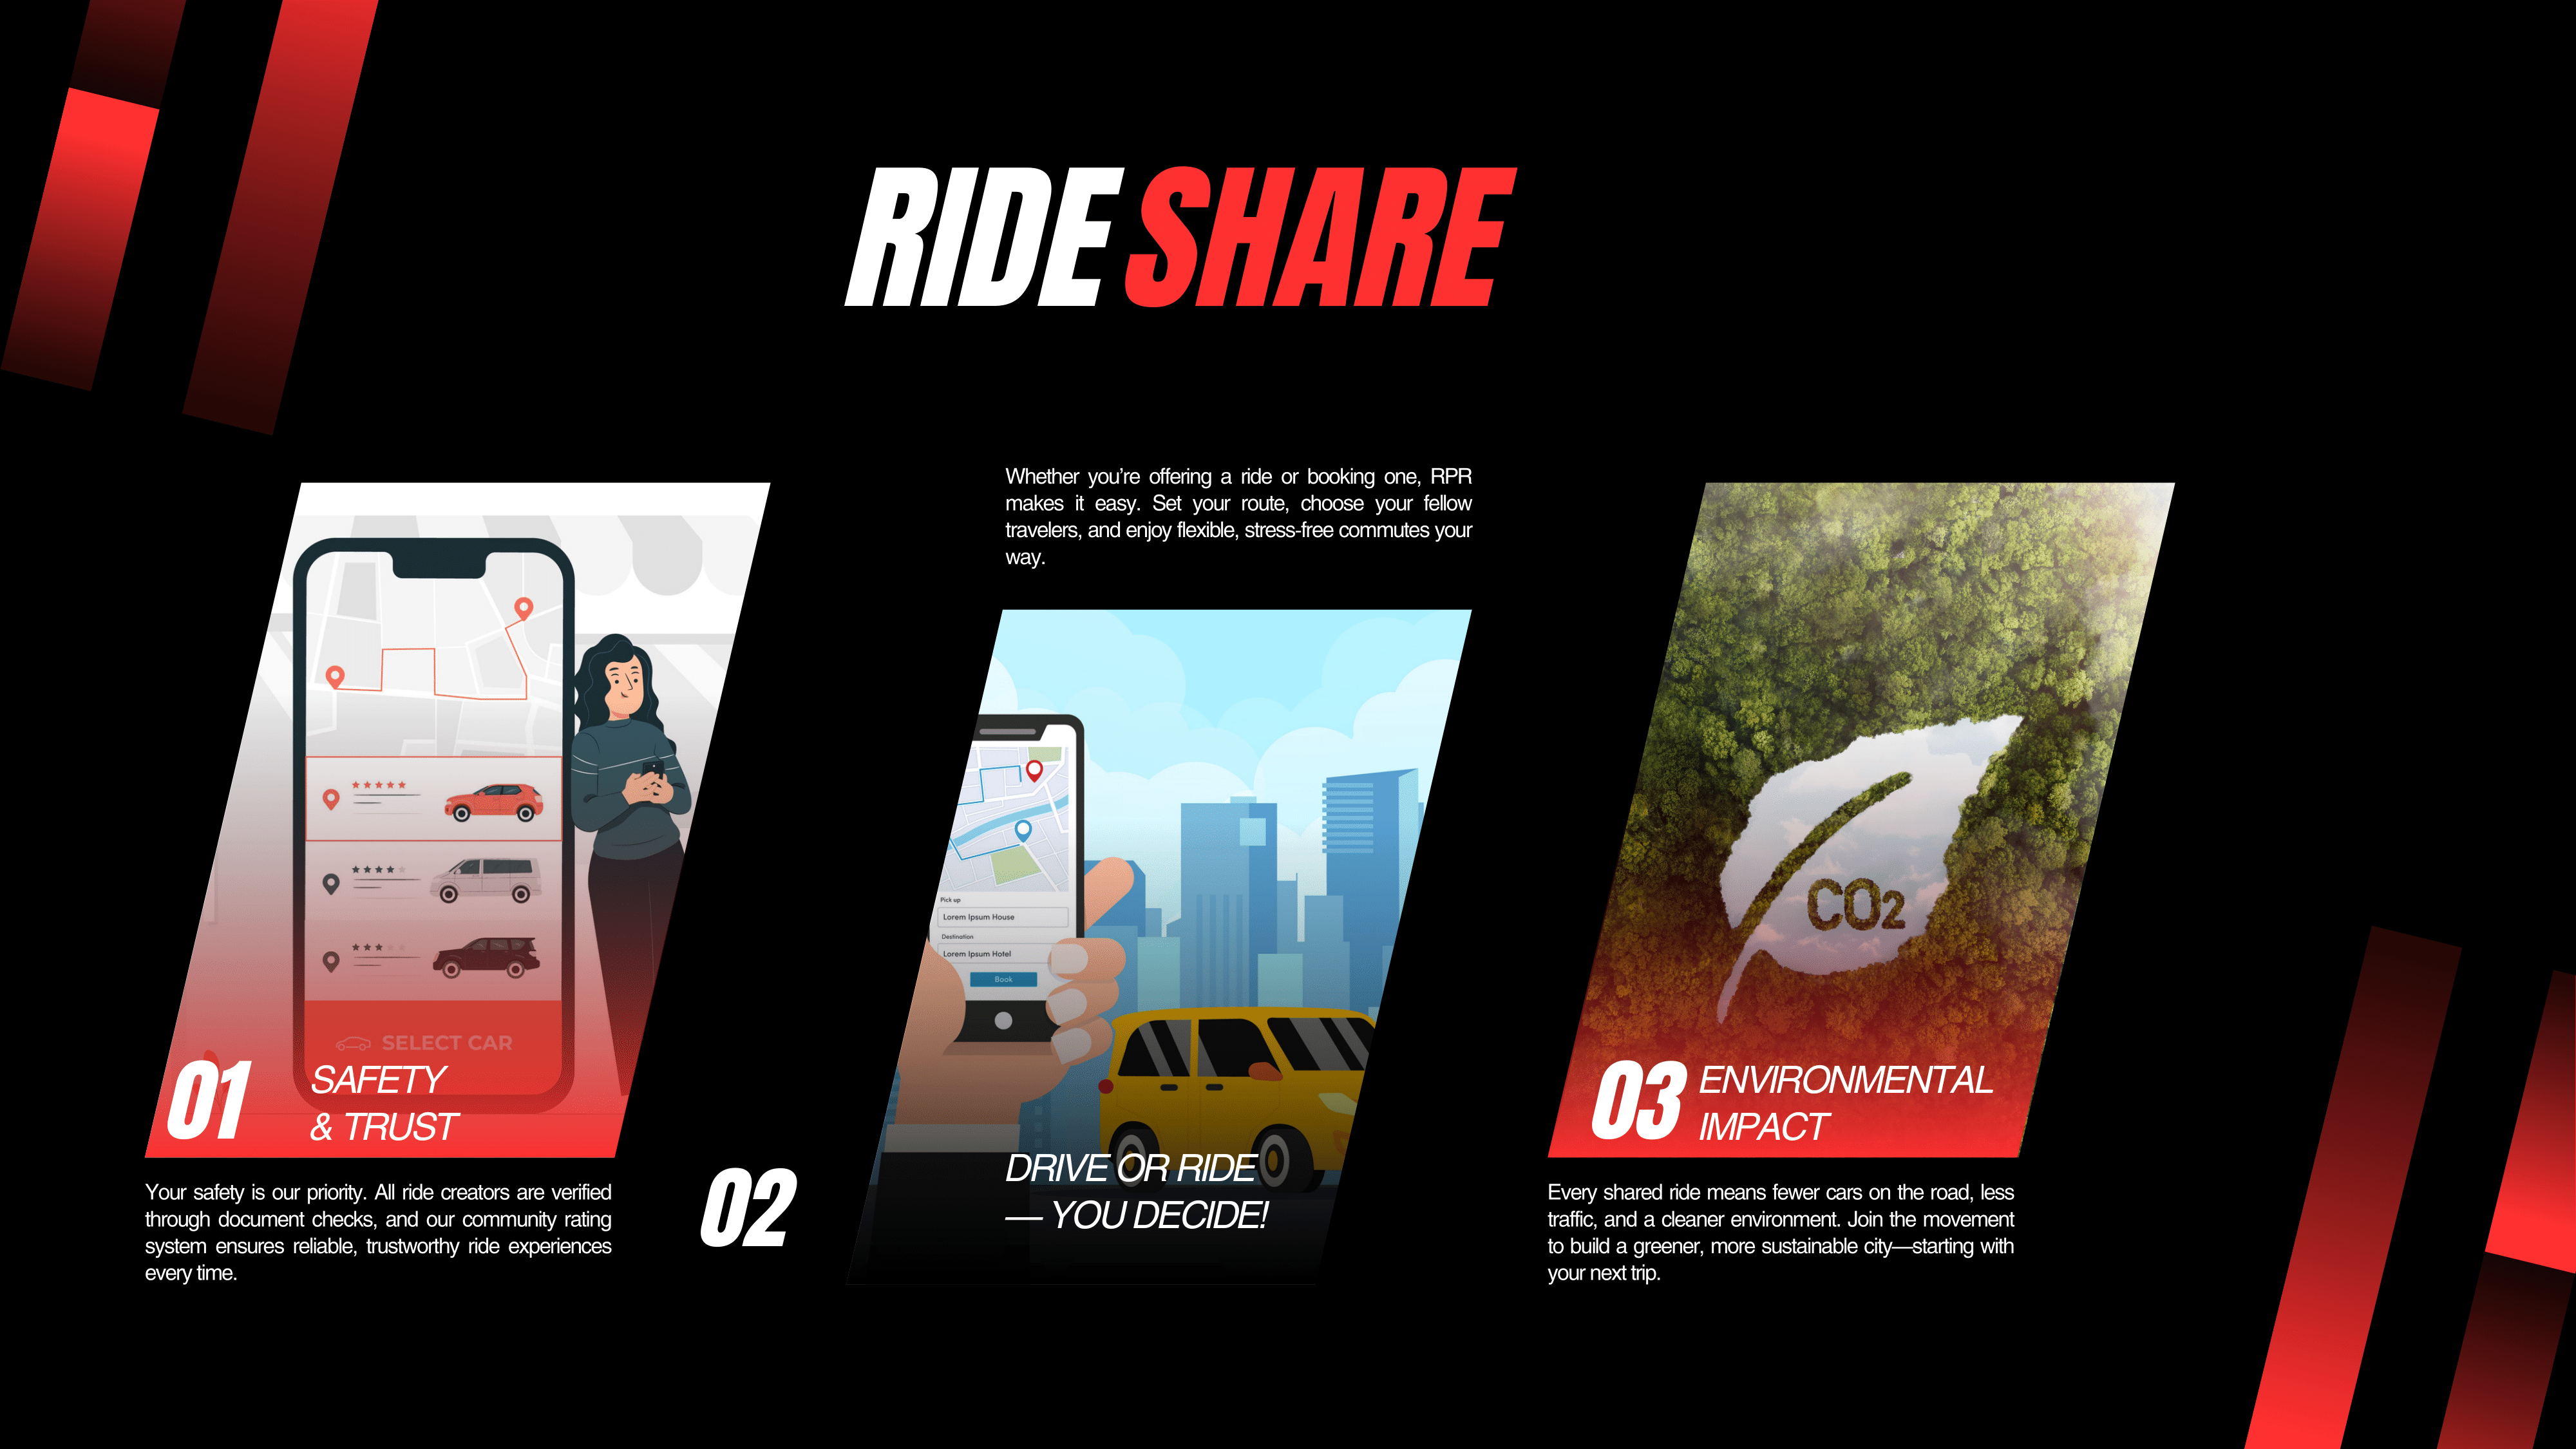 RIDE SHARE
SELECT CAR
01
SAFETY
& TRUST
Your safety is our priority. All ride creators are verified
through document checks, and our community rating
system ensures reliable, trustworthy ride experiences
every time.
Whether you’re offering a ride or booking one, RPR
makes it easy. Set your route, choose your fellow
travelers, and enjoy flexible, stress-free commutes your
way.
Pick up
Lorem Ipsum House
Destination
Lorem Ipsum Hotel
Book
02
DRIVE OR RIDE
— YOU DECIDE!
CO2
03
ENVIRONMENTAL
IMPACT
Every shared ride means fewer cars on the road, less
traffic, and a cleaner environment. Join the movement
to build a greener, more sustainable city—starting with
your next trip.